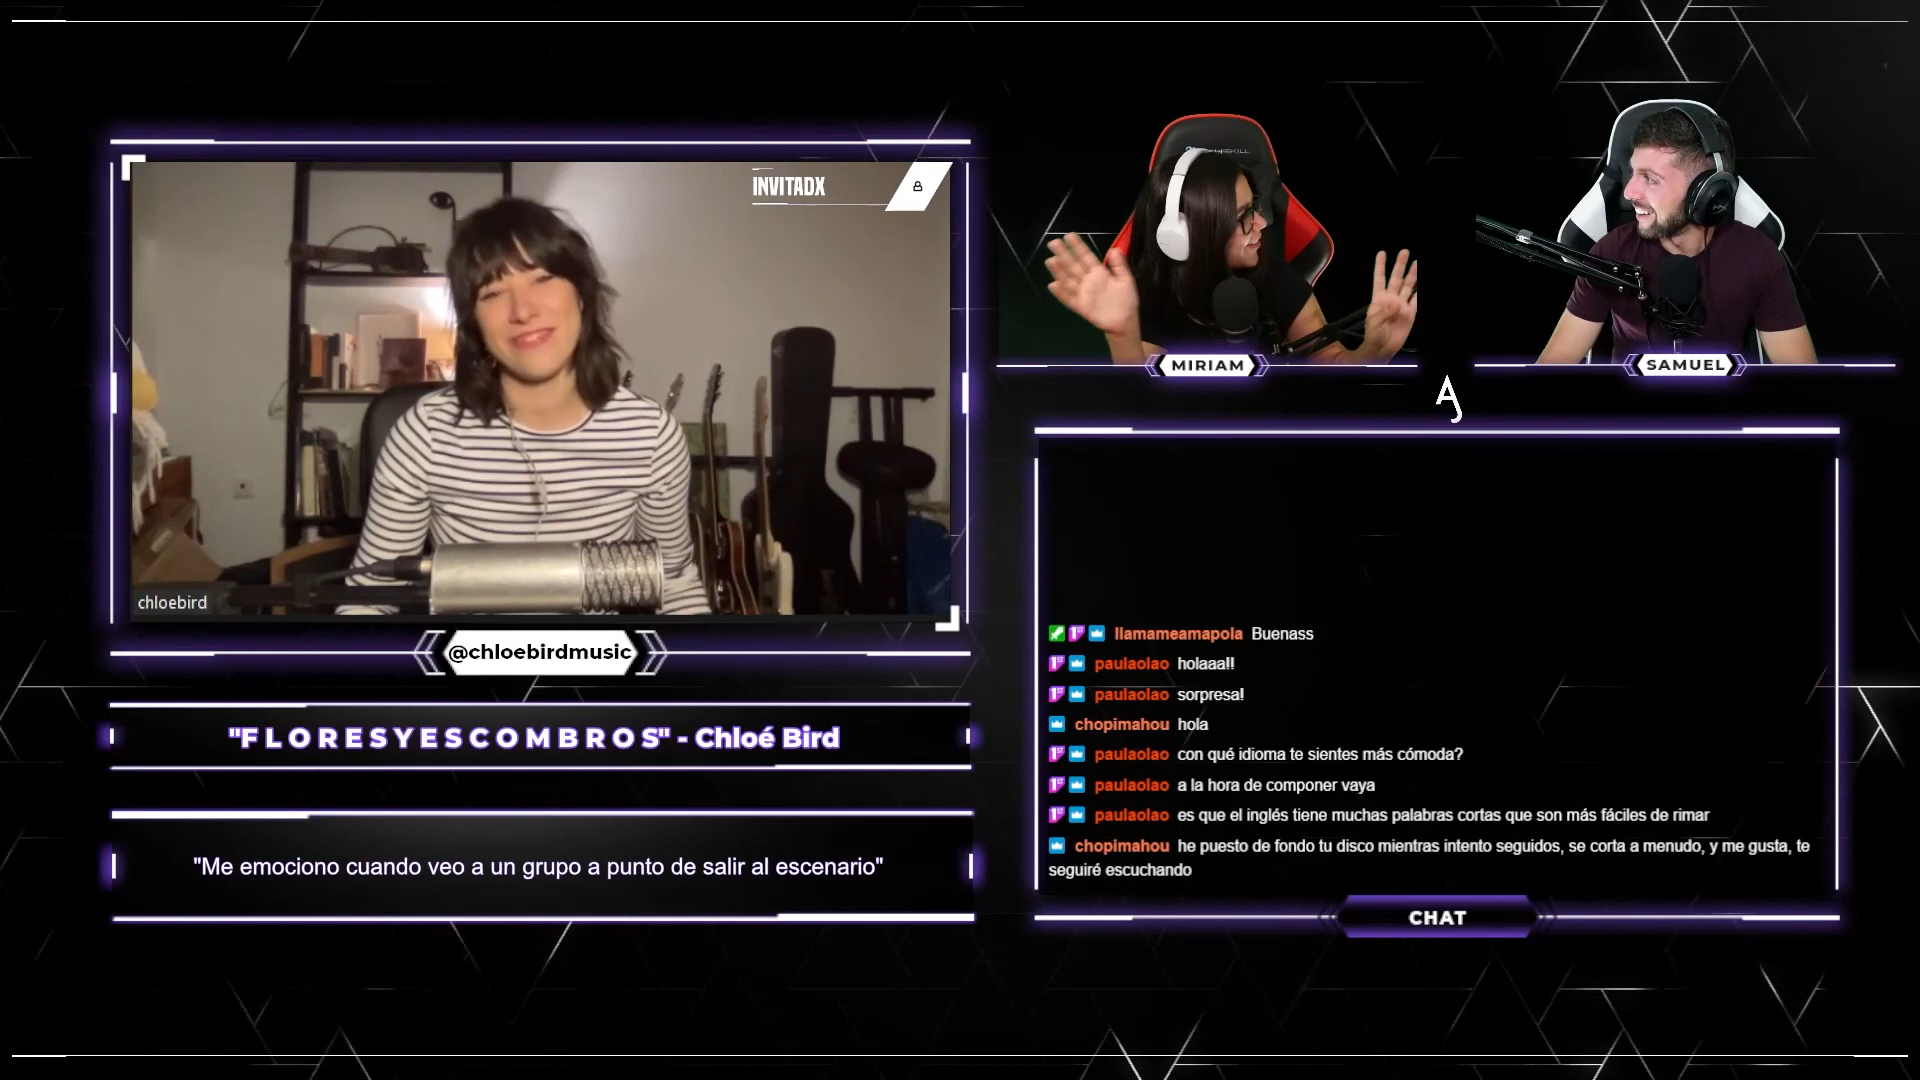 INVITADX
chloebird
@chloebirdmusic
"F L O R E S Y E S C O M B R O S" - Chloé Bird
"Me emociono cuando veo a un grupo a punto de salir al escenario"
MIRIAM
SAMUEL
llamameamapola Buenass
paulaolao holaaa!!
paulaolao sorpresa!
chopimahou hola
paulaolao con qué idioma te sientes más cómoda?
paulaolao a la hora de componer vaya
paulaolao es que el inglés tiene muchas palabras cortas que son más fáciles de rimar
chopimahou he puesto de fondo tu disco mientras intento seguidos, se corta a menudo, y me gusta, te
seguiré escuchando
CHAT